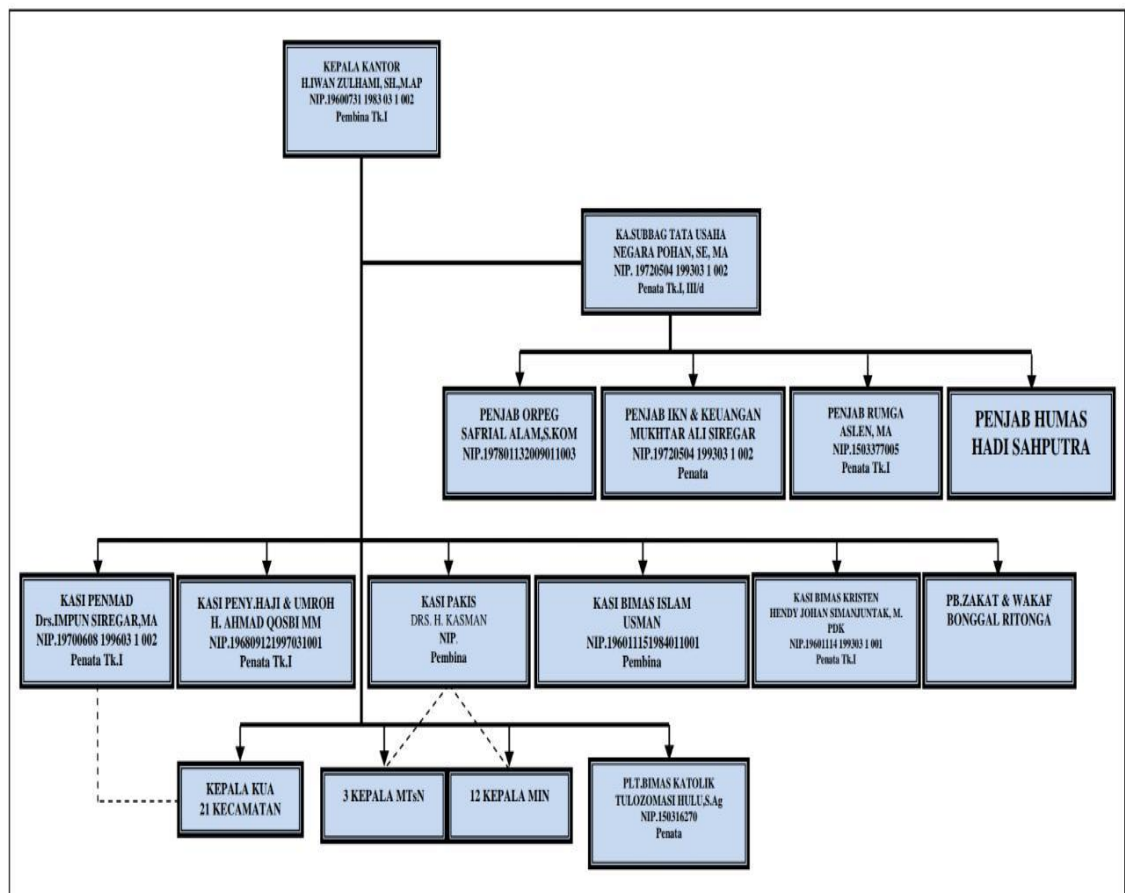 KEPALA KANTOR
H.IWAN ZULHAMI, SH.,M.AP
NIP.19600731 1983 03 1 002
Pembina Tk.I
KA.SUBBAG TATA USAHA
NEGARA POHAN, SE, MA
NIP. 19720504 199303 1 002
Penata Tk.I, III/d
PENJAB ORPEG
SAFRIAL ALAM,S.KOM
NIP.197801132009011003
PENJAB IKN & KEUANGAN
MUKHTAR ALI SIREGAR
NIP.19720504 199303 1 002
Penata
PENJAB RUMGA
ASLEN, MA
NIP.1503377005
Penata Tk.I
PENJAB HUMAS
HADI SAHPUTRA
KASI PENMAD
Drs.IMPUN SIREGAR,MA
NIP.19700608 199603 1 002
Penata Tk.I
KASI PENY.HAJI & UMROH
H. AHMAD QOSBI MM
NIP.196809121997031001
Penata Tk.I
KASI PAKIS
DRS. H. KASMAN
NIP.
Pembina
KASI BIMAS ISLAM
USMAN
NIP.196011151984011001
Pembina
KASI BIMAS KRISTEN
HENDY JOHAN SIMANJUNTAK, M.
PDK
NIP.19601114 199303 1 001
Penata Tk.I
PB.ZAKAT & WAKAF
BONGGAL RITONGA
KEPALA KUA
21 KECAMATAN
3 KEPALA MTsN
12 KEPALA MIN
PLT.BIMAS KATOLIK
TULOZOMASI HULU,S.Ag
NIP.150316270
Penata